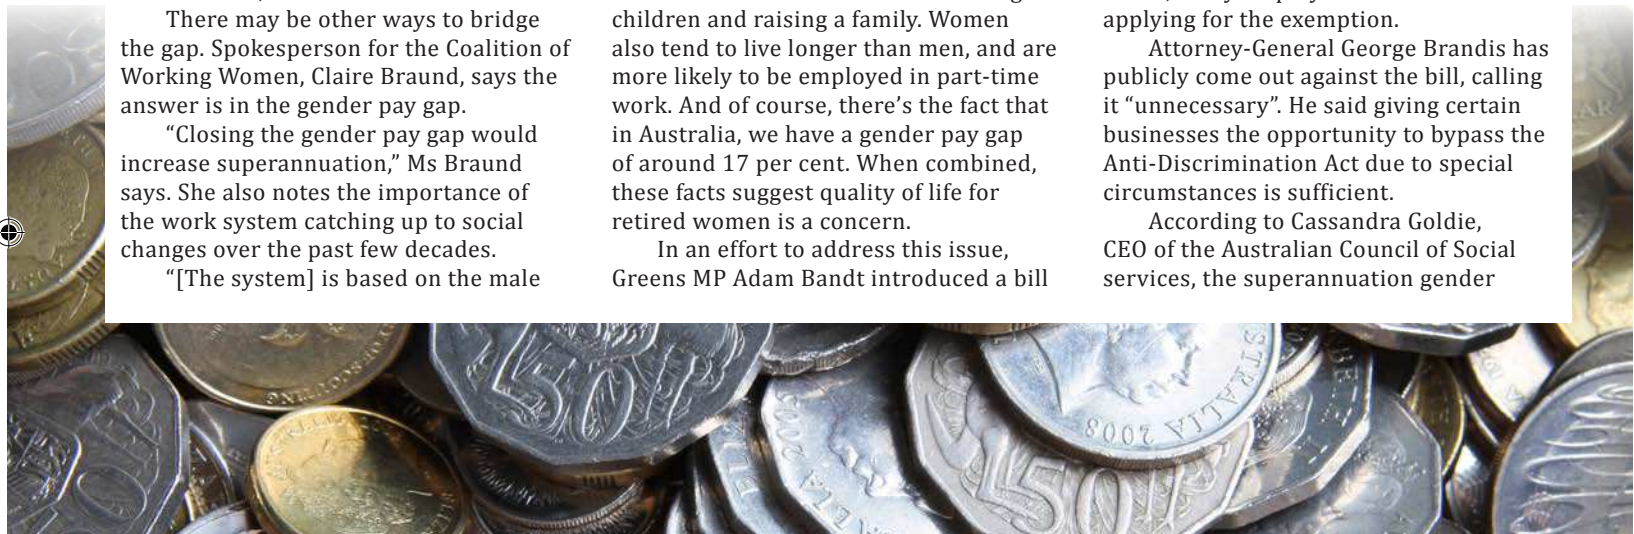 There may be other ways to bridge
the gap. Spokesperson for the Coalition of
Working Women, Claire Braund, says the
answer is in the gender pay gap.
“Closing the gender pay gap would
increase superannuation,” Ms Braund
says. She also notes the importance of
the work system catching up to social
changes over the past few decades.
“[The system] is based on the male
children and raising a family. Women
also tend to live longer than men, and are
more likely to be employed in part-time
work. And of course, there’s the fact that
in Australia, we have a gender pay gap
of around 17 per cent. When combined,
these facts suggest quality of life for
retired women is a concern.
In an effort to address this issue,
Greens MP Adam Bandt introduced a bill
applying for the exemption.
Attorney-General George Brandis has
publicly come out against the bill, calling
it “unnecessary”. He said giving certain
businesses the opportunity to bypass the
Anti-Discrimination Act due to special
circumstances is sufficient.
According to Cassandra Goldie,
CEO of the Australian Council of Social
services, the superannuation gender
50
50
STRALIA 2008